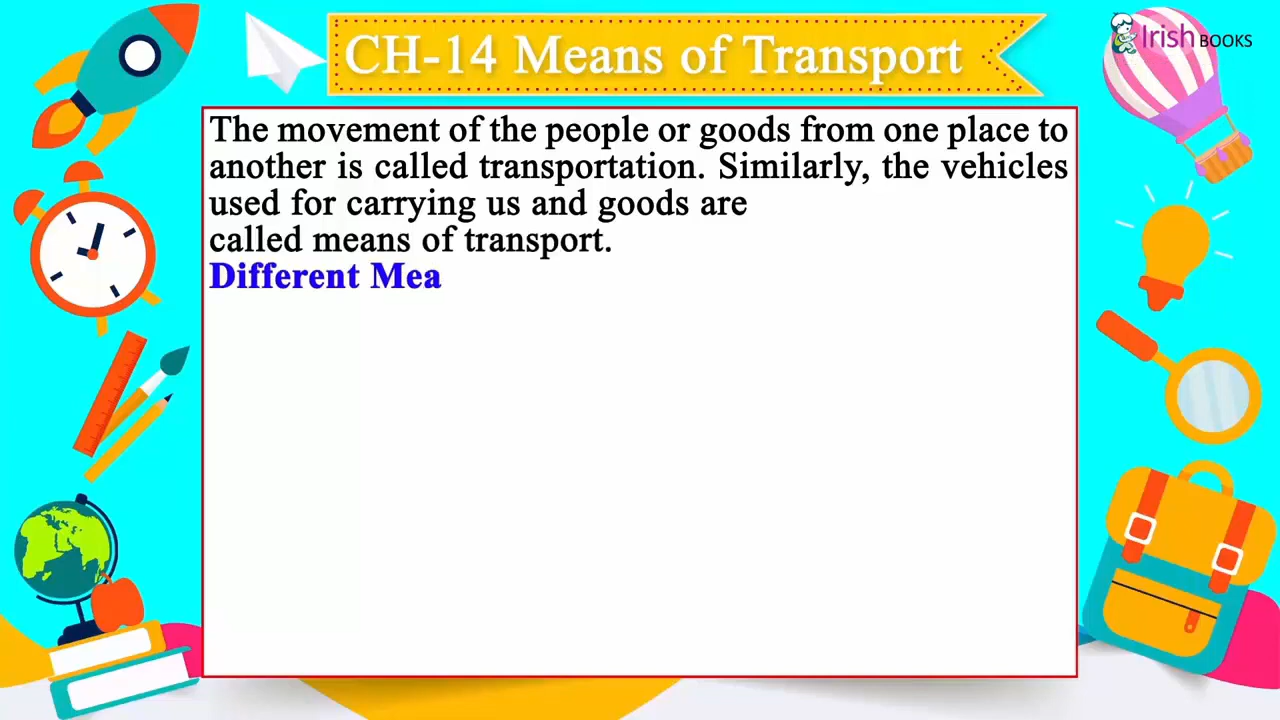 CH-14 Means of Transport
Irish BOOKS
The movement of the people or goods from one place to
another is called transportation. Similarly, the vehicles
used for carrying us and goods are
called means of transport.
Different Mea